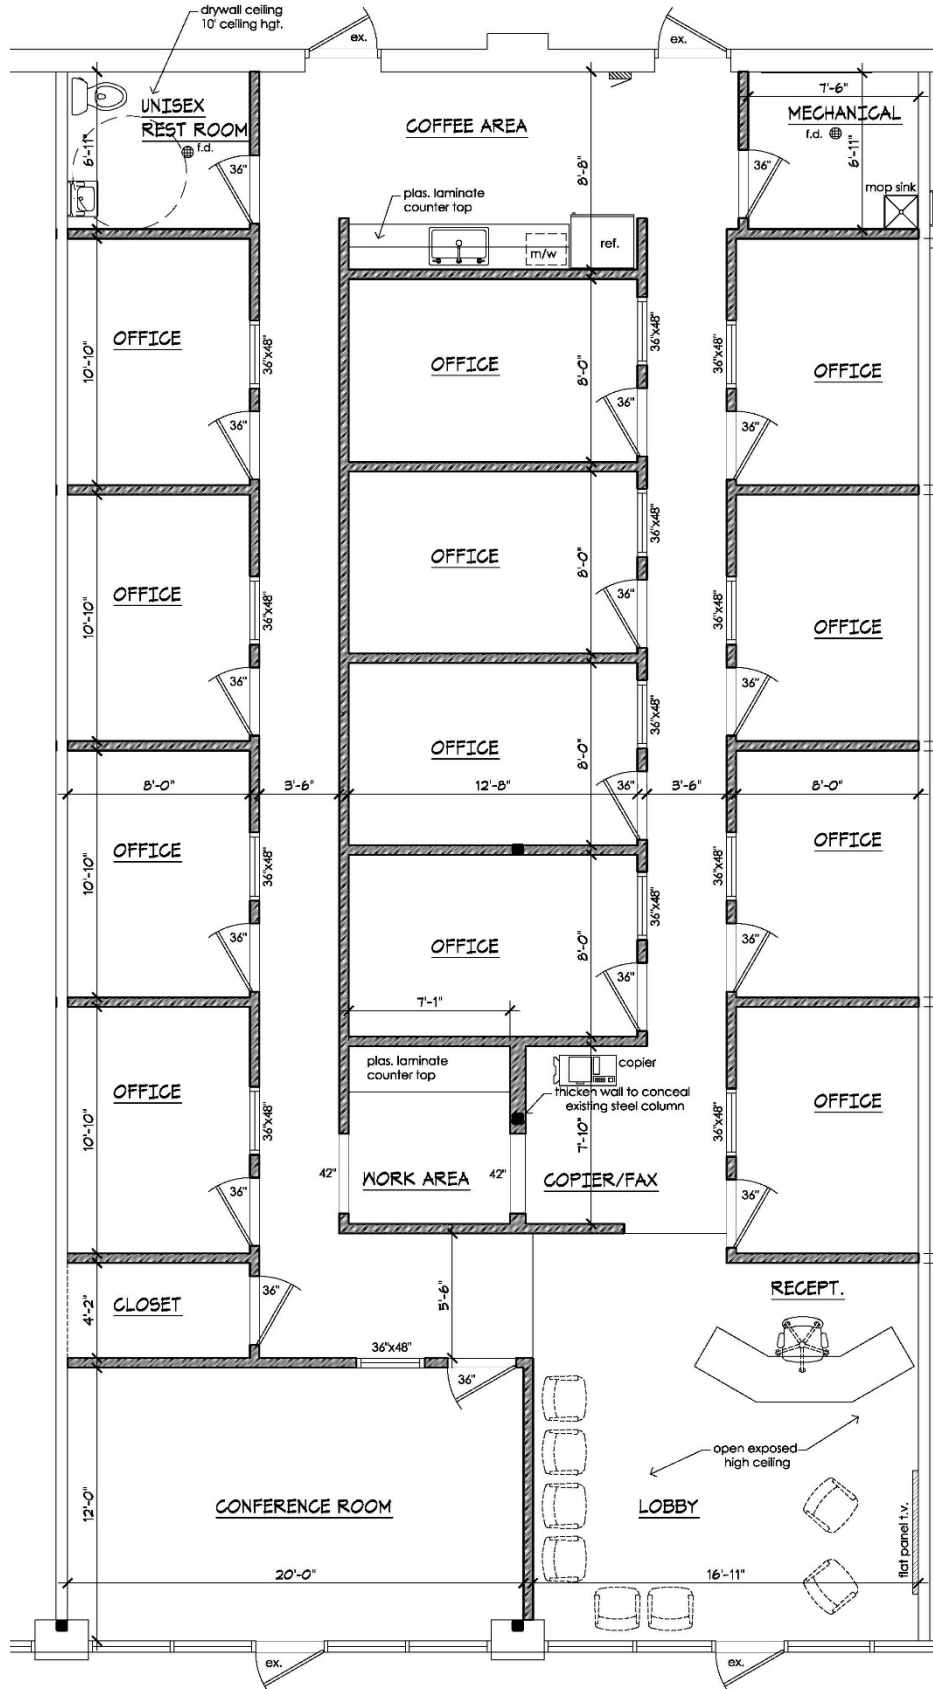 drywall ceiling
10' ceiling hgt.
ex.
ex.
UNISEX
REST ROOM
f.d.
6'-11"
36"
COFFEE AREA
8'-8"
7'-6"
MECHANICAL
f.d.
6'-11"
36"
mop sink
plas. laminate
counter top
m/w
ref.
OFFICE
10'-10"
36"x48"
36"
OFFICE
8'-0"
36"x48"
36"
OFFICE
36"x48"
36"
OFFICE
10'-10"
36"x48"
36"
OFFICE
8'-0"
36"x48"
36"
OFFICE
36"x48"
36"
OFFICE
8'-0"
36"x48"
36"
8'-0"
3'-6"
12'-8"
3'-6"
8'-0"
OFFICE
10'-10"
36"x48"
36"
OFFICE
36"x48"
36"
OFFICE
8'-0"
36"x48"
36"
7'-1"
OFFICE
10'-10"
36"x48"
36"
plas. laminate
counter top
copier
thicken wall to conceal
existing steel column
7'-10"
OFFICE
36"x48"
36"
42"
WORK AREA
42"
COPIER/FAX
CLOSET
4'-2"
36"
5'-6"
RECEPT.
36"x48"
36"
open exposed
high ceiling
CONFERENCE ROOM
12'-0"
LOBBY
flat panel t.v.
20'-0"
16'-11"
ex.
ex.